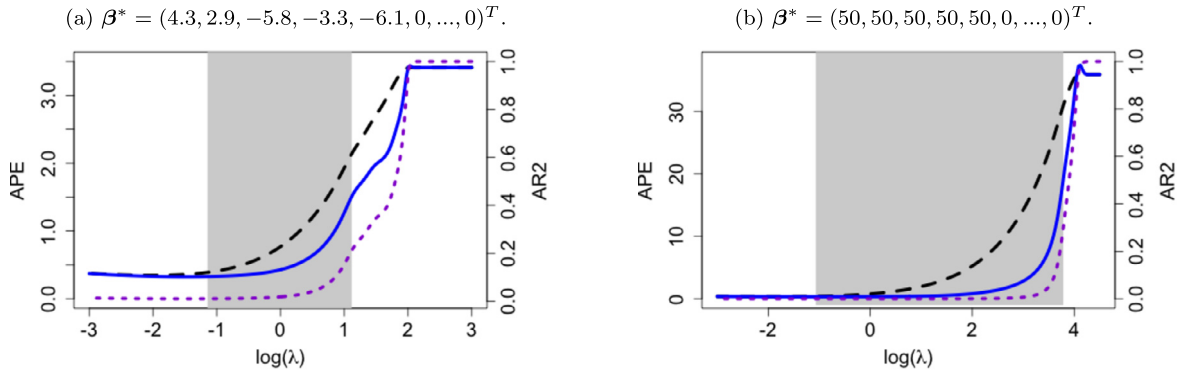 (a) β* = (4.3, 2.9, −5.8, −3.3, −6.1, 0, ..., 0)ᵀ.
APE
0.0 1.0 2.0 3.0
-3 -2 -1 0 1 2 3
log(λ)
0.0 0.2 0.4 0.6 0.8 1.0
AR2
(b) β* = (50, 50, 50, 50, 50, 0, ..., 0)ᵀ.
APE
0 10 20 30
-2 0 2 4
log(λ)
0.0 0.2 0.4 0.6 0.8 1.0
AR2